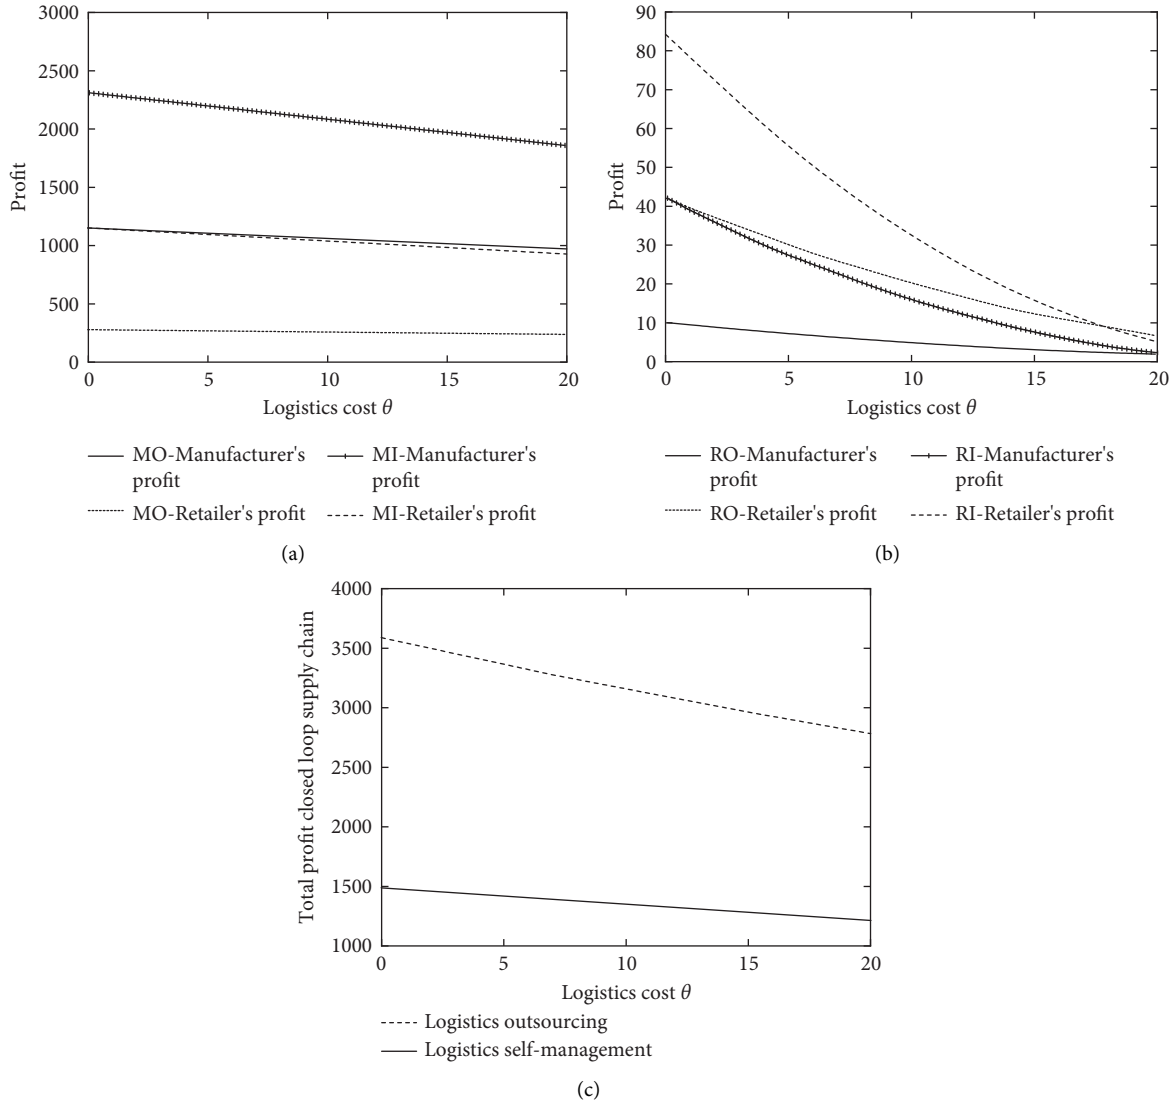 3000
2500
2000
1500
1000
500
0
Profit
0 5 10 15 20
Logistics cost θ
MO-Manufacturer's profit
MI-Manufacturer's profit
MO-Retailer's profit
MI-Retailer's profit
(a)
90
80
70
60
50
40
30
20
10
0
Profit
0 5 10 15 20
Logistics cost θ
RO-Manufacturer's profit
RI-Manufacturer's profit
RO-Retailer's profit
RI-Retailer's profit
(b)
4000
3500
3000
2500
2000
1500
1000
Total profit closed loop supply chain
0 5 10 15 20
Logistics cost θ
Logistics outsourcing
Logistics self-management
(c)